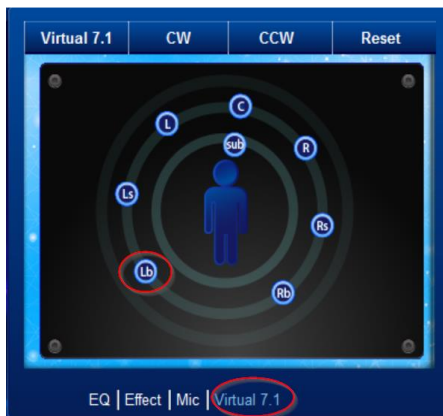 Virtual 7.1 CW CCW Reset
C
L
sub
R
Ls
Rs
Lb
Rb
EQ | Effect | Mic | Virtual 7.1